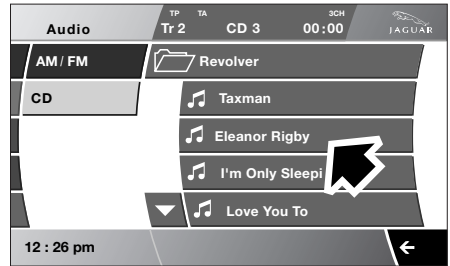 TP TA 3CH
Audio Tr 2 CD 3 00:00 JAGUAR
AM / FM Revolver
CD Taxman
Eleanor Rigby
I'm Only Sleepi
Love You To
12 : 26 pm